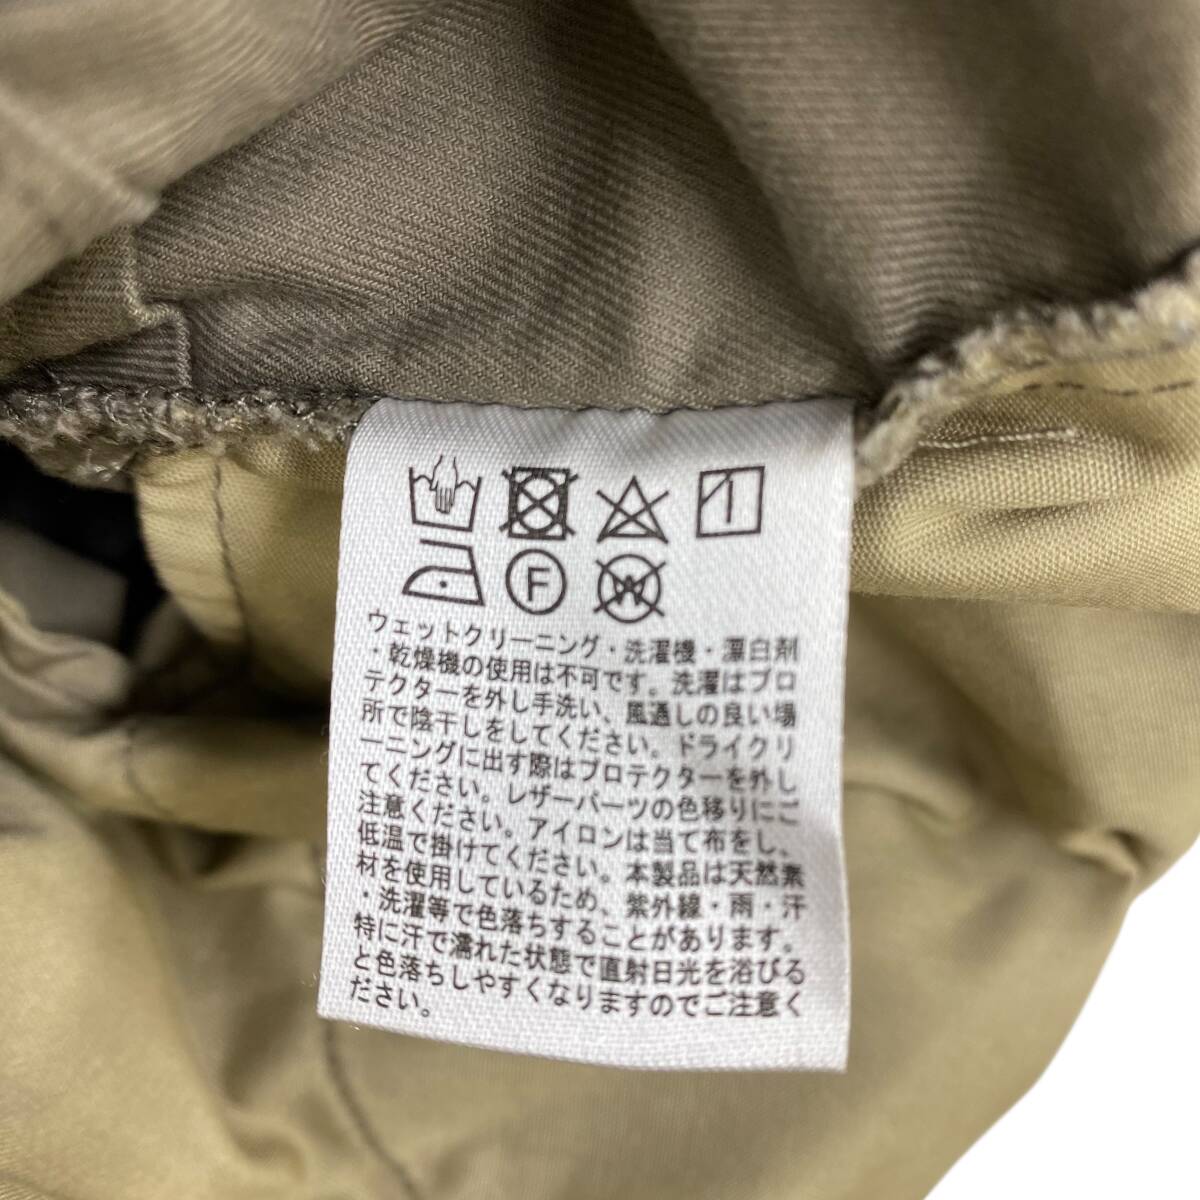 F
W
ウェットクリーニング・洗濯機・漂白剤
・乾燥機の使用は不可です。洗濯はプロ
テクターを外し手洗い、風通しの良い場
所で陰干しをしてください。ドライクリ
ーニングに出す際はプロテクターを外し
てください。レザーパーツの色移りにご
注意ください。アイロンは当て布をし、
低温で掛けてください。本製品は天然素
材を使用しているため、紫外線・雨・汗
・洗濯等で色落ちすることがあります。
特に汗で濡れた状態で直射日光を浴びる
と色落ちしやすくなりますのでご注意く
ださい。